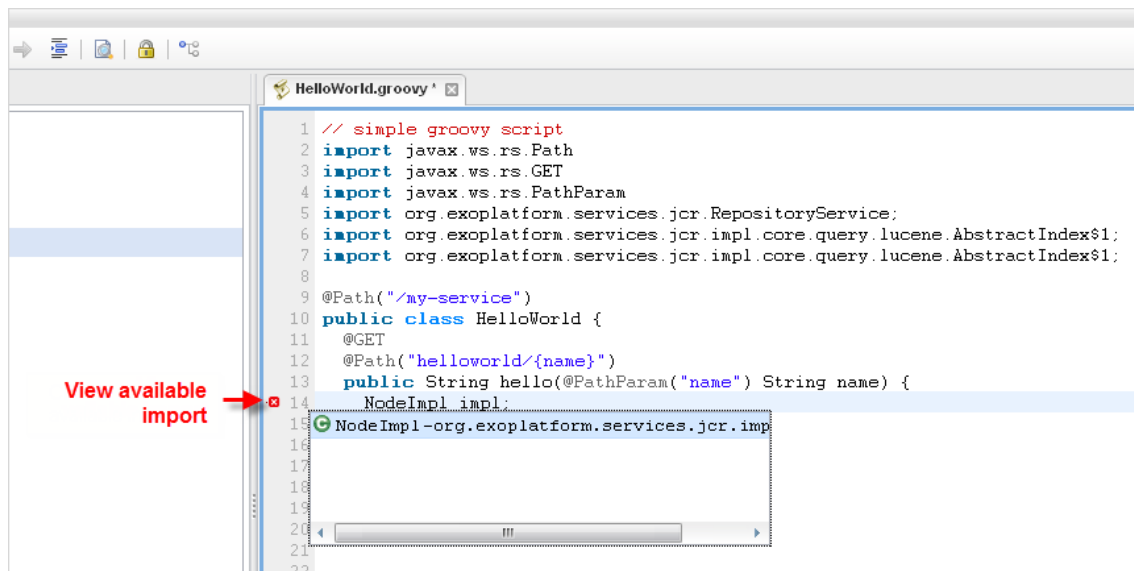 HelloWorld.groovy *
1 // simple groovy script
2 import javax.ws.rs.Path
3 import javax.ws.rs.GET
4 import javax.ws.rs.PathParam
5 import org.exoplatform.services.jcr.RepositoryService;
6 import org.exoplatform.services.jcr.impl.core.query.lucene.AbstractIndex$1;
7 import org.exoplatform.services.jcr.impl.core.query.lucene.AbstractIndex$1;
8
9 @Path("/my-service")
10 public class HelloWorld {
11 @GET
12 @Path("helloworld/{name}")
13 public String hello(@PathParam("name") String name) {
View available
import
14 NodeImpl impl;
15 NodeImpl-org.exoplatform.services.jcr.imp
16
17
18
19
20
21
22